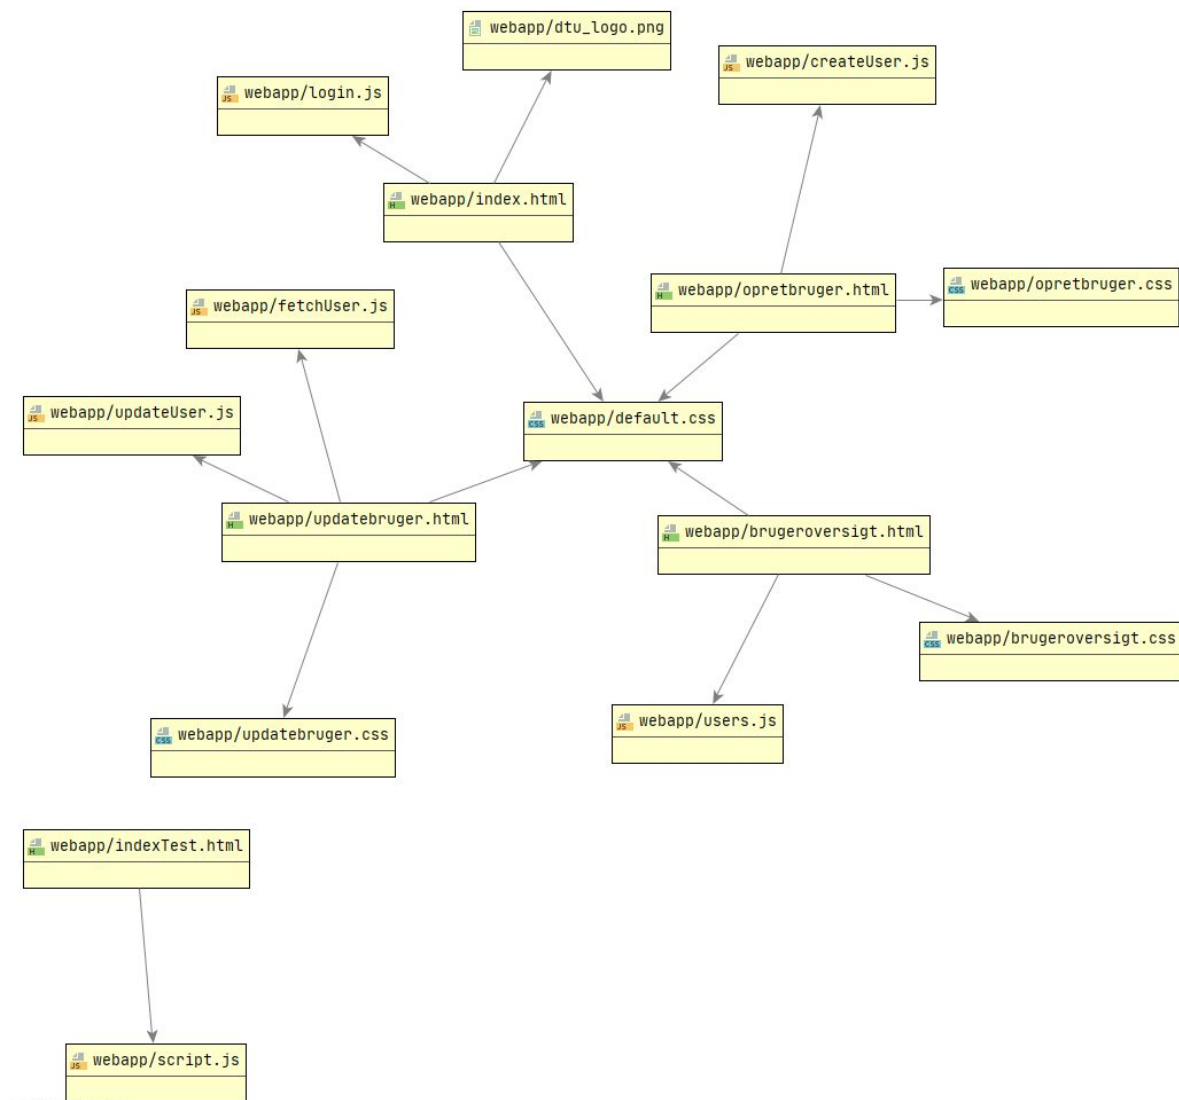 webapp/dtu_logo.png
webapp/createUser.js
webapp/login.js
webapp/index.html
webapp/opretbruger.html
webapp/opretbruger.css
webapp/fetchUser.js
webapp/updateUser.js
webapp/default.css
webapp/updatebruger.html
webapp/brugeroversigt.html
webapp/brugeroversigt.css
webapp/users.js
webapp/updatebruger.css
webapp/indexTest.html
webapp/script.js